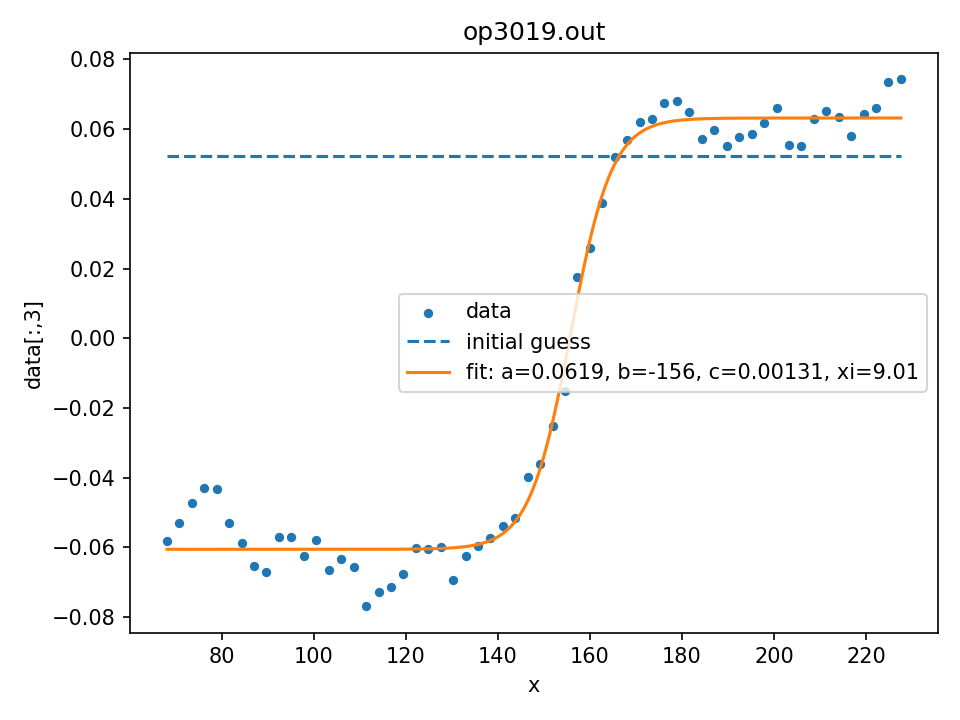 op3019.out
0.08
0.06
0.04
0.02
0.00
−0.02
−0.04
−0.06
−0.08
data[:,3]
data
initial guess
fit: a=0.0619, b=-156, c=0.00131, xi=9.01
80 100 120 140 160 180 200 220
x